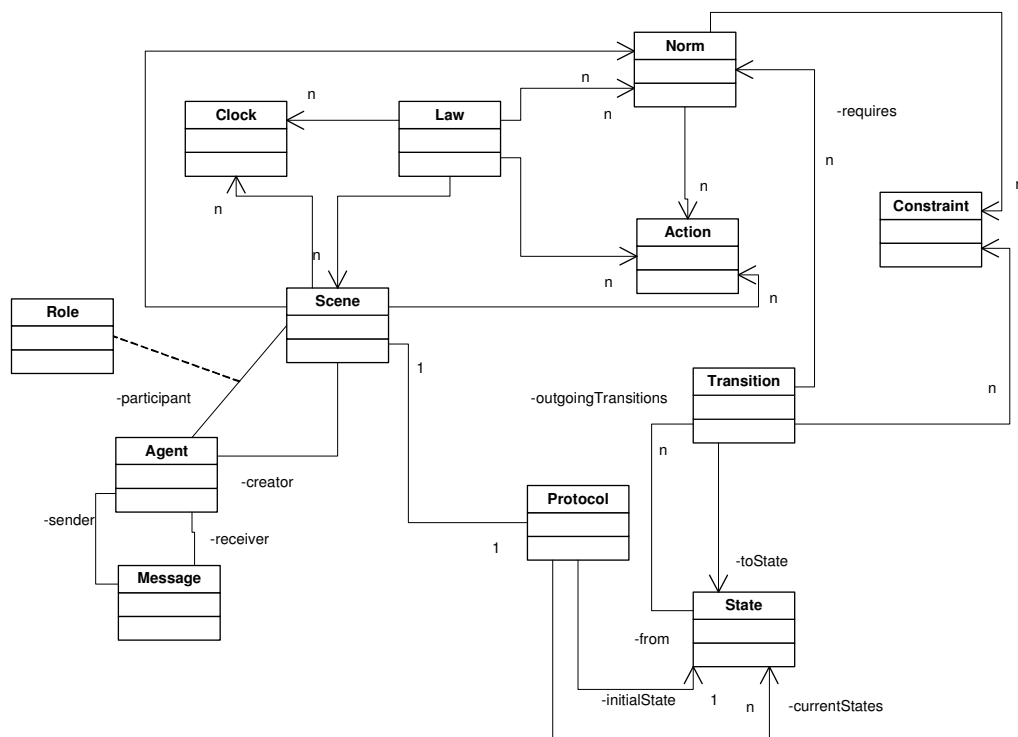 Norm
n
n
n
Clock
Law
-requires
n
n
n
n
Constraint
Action
n
n
n
n
Scene
Role
1
Transition
n
-outgoingTransitions
-participant
Agent
n
-creator
Protocol
-sender
-receiver
1
-toState
Message
State
-from
-initialState
1
n
-currentStates